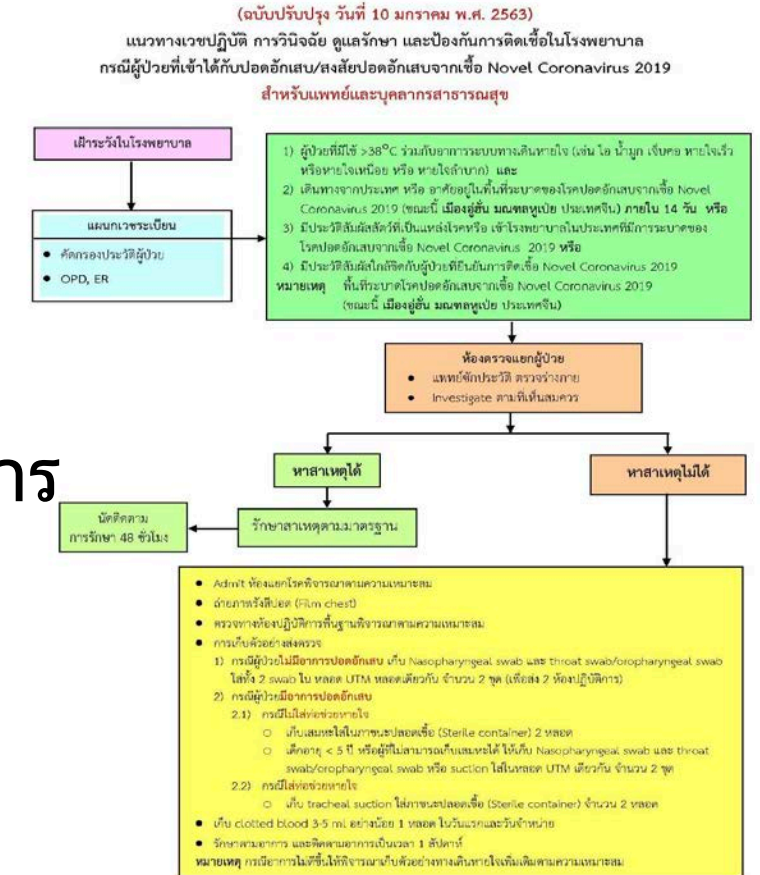 (ฉบับปรับปรุง วันที่ 10 มกราคม พ.ศ. 2563)
แนวทางเวชปฏิบัติ การวินิจฉัย ดูแลรักษา และป้องกันการติดเชื้อในโรงพยาบาล
กรณีผู้ป่วยที่เข้าได้กับปอดอักเสบ/สงสัยปอดอักเสบจากเชื้อ Novel Coronavirus 2019
สำหรับแพทย์และบุคลากรสาธารณสุข
เฝ้าระวังในโรงพยาบาล
แผนกเวชระเบียน
• คัดกรองประวัติผู้ป่วย
• OPD, ER
1) ผู้ป่วยที่มีไข้ >38°C ร่วมกับอาการระบบทางเดินหายใจ (เช่น ไอ น้ำมูก เจ็บคอ หายใจเร็ว
หรือหายใจเหนื่อย หรือ หายใจลำบาก) และ
2) เดินทางจากประเทศ หรือ อาศัยอยู่ในพื้นที่ระบาดของโรคปอดอักเสบจากเชื้อ Novel
Coronavirus 2019 (ขณะนี้ เมืองอู่ฮั่น มณฑลหูเป่ย ประเทศจีน) ภายใน 14 วัน หรือ
3) มีประวัติสัมผัสสัตว์ที่เป็นแหล่งโรคหรือ เข้าโรงพยาบาลในประเทศที่มีการระบาดของ
โรคปอดอักเสบจากเชื้อ Novel Coronavirus 2019 หรือ
4) มีประวัติสัมผัสใกล้ชิดกับผู้ป่วยที่ยืนยันการติดเชื้อ Novel Coronavirus 2019
หมายเหตุ พื้นที่ระบาดโรคปอดอักเสบจากเชื้อ Novel Coronavirus 2019
(ขณะนี้ เมืองอู่ฮั่น มณฑลหูเป่ย ประเทศจีน)
ห้องตรวจแยกผู้ป่วย
• แพทย์ซักประวัติ ตรวจร่างกาย
• Investigate ตามที่เห็นสมควร
าร
หาสาเหตุได้
หาสาเหตุไม่ได้
นัดติดตาม
การรักษา 48 ชั่วโมง
รักษาสาเหตุตามมาตรฐาน
• Admit ห้องแยกโรคพิจารณาตามความเหมาะสม
• ถ่ายภาพรังสีปอด (Film chest)
• ตรวจทางห้องปฏิบัติการพื้นฐานพิจารณาตามความเหมาะสม
• การเก็บตัวอย่างส่งตรวจ
1) กรณีผู้ป่วยไม่มีอาการปอดอักเสบ เก็บ Nasopharyngeal swab และ throat swab/oropharyngeal swab
ใส่ทั้ง 2 swab ใน หลอด UTM หลอดเดียวกัน จำนวน 2 ชุด (เพื่อส่ง 2 ห้องปฏิบัติการ)
2) กรณีผู้ป่วยมีอาการปอดอักเสบ
2.1) กรณีไม่ใส่ท่อช่วยหายใจ
○ เก็บเสมหะใส่ในภาชนะปลอดเชื้อ (Sterile container) 2 หลอด
○ เด็กอายุ < 5 ปี หรือผู้ที่ไม่สามารถเก็บเสมหะได้ ให้เก็บ Nasopharyngeal swab และ throat
swab/oropharyngeal swab หรือ suction ใส่ในหลอด UTM เดียวกัน จำนวน 2 ชุด
2.2) กรณีใส่ท่อช่วยหายใจ
○ เก็บ tracheal suction ใส่ภาชนะปลอดเชื้อ (Sterile container) จำนวน 2 หลอด
• เก็บ clotted blood 3-5 ml อย่างน้อย 1 หลอด ในวันแรกและวันจำหน่าย
• รักษาตามอาการ และติดตามอาการเป็นเวลา 1 สัปดาห์
หมายเหตุ กรณีอาการไม่ดีขึ้นให้พิจารณาเก็บตัวอย่างทางเดินหายใจเพิ่มเติมตามความเหมาะสม